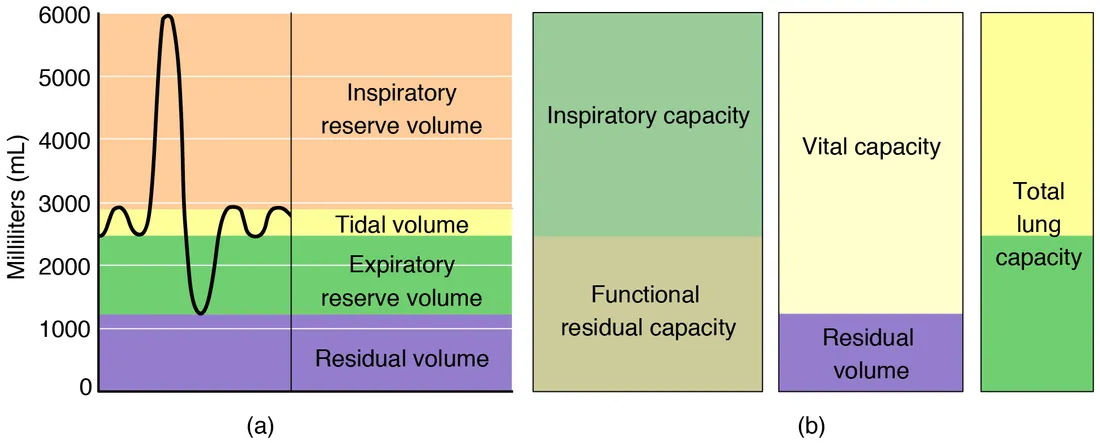 6000
5000
4000
3000
2000
1000
0
Milliliters (mL)
Inspiratory
reserve volume
Tidal volume
Expiratory
reserve volume
Residual volume
(a)
Inspiratory capacity
Functional
residual capacity
Vital capacity
Residual
volume
Total
lung
capacity
(b)